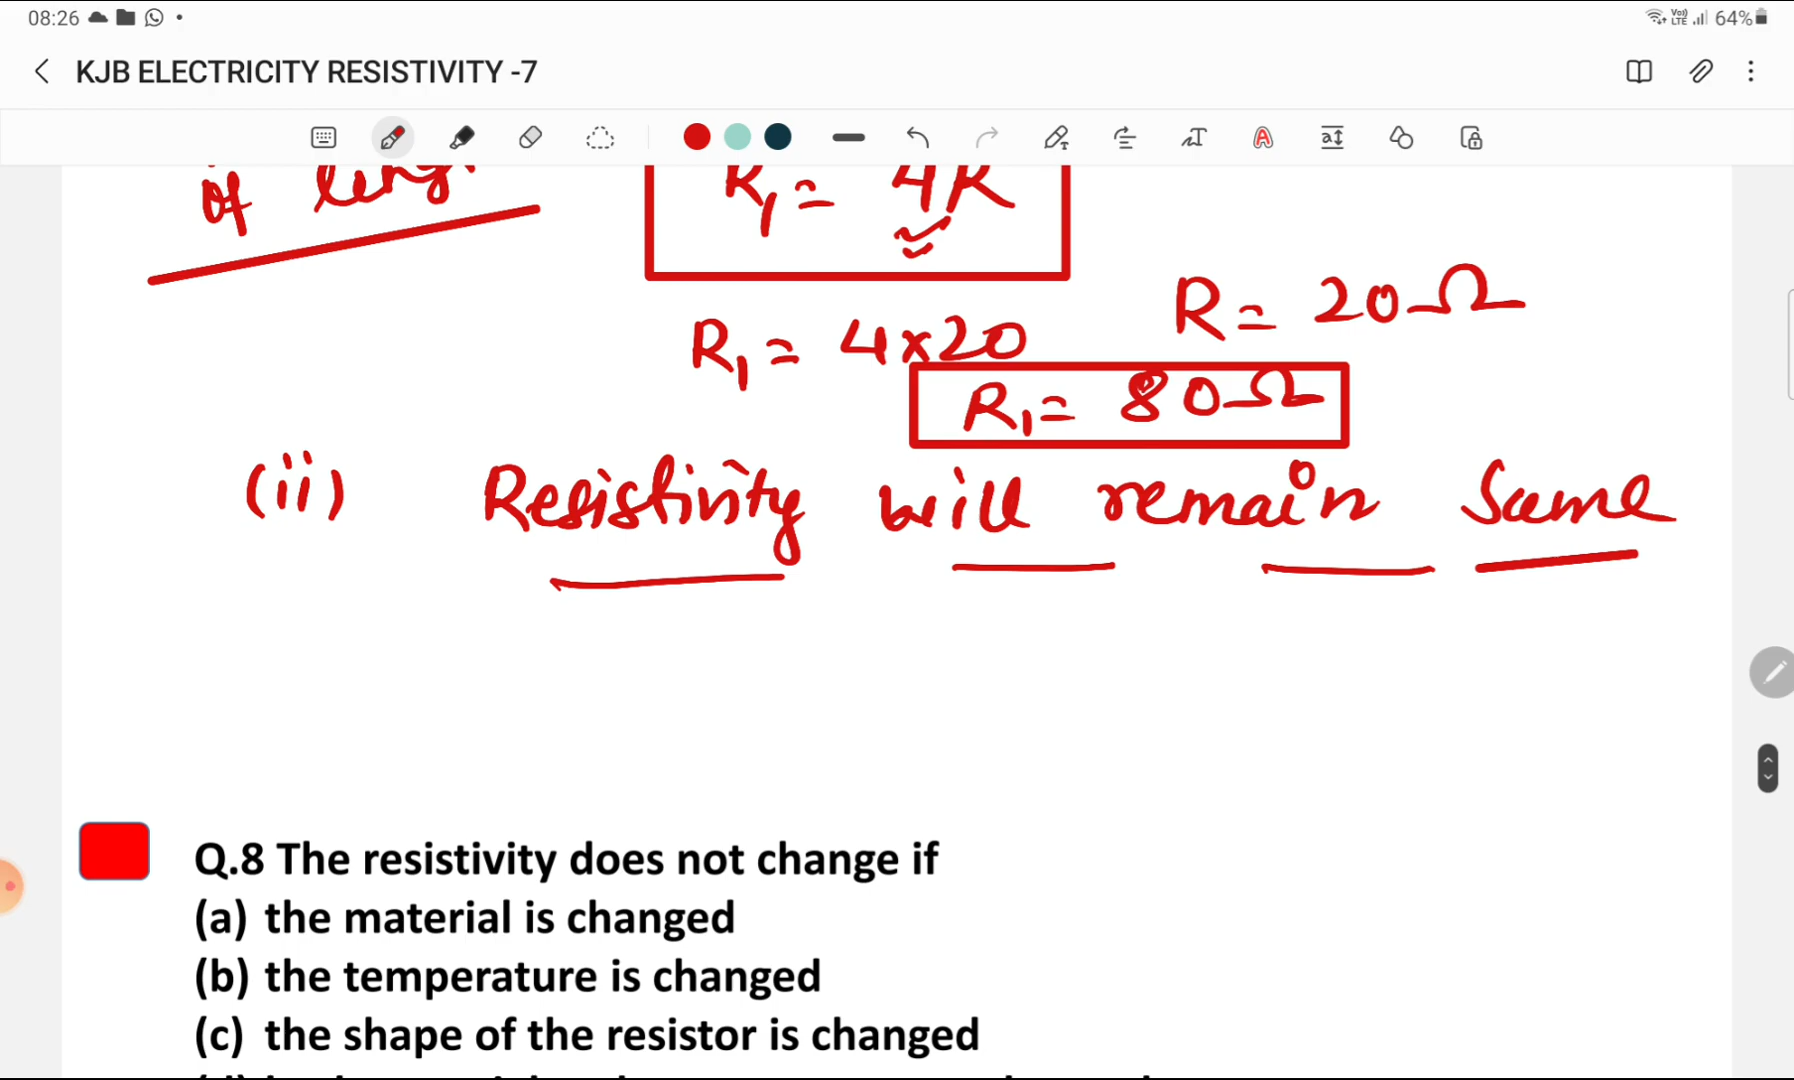 08:26 64%
KJB ELECTRICITY RESISTIVITY -7
of
R₁ = 4R
R = 20Ω
R₁ = 4×20
R₁ = 80Ω
(ii) Resistivity will remain Same
Q.8 The resistivity does not change if
(a) the material is changed
(b) the temperature is changed
(c) the shape of the resistor is changed